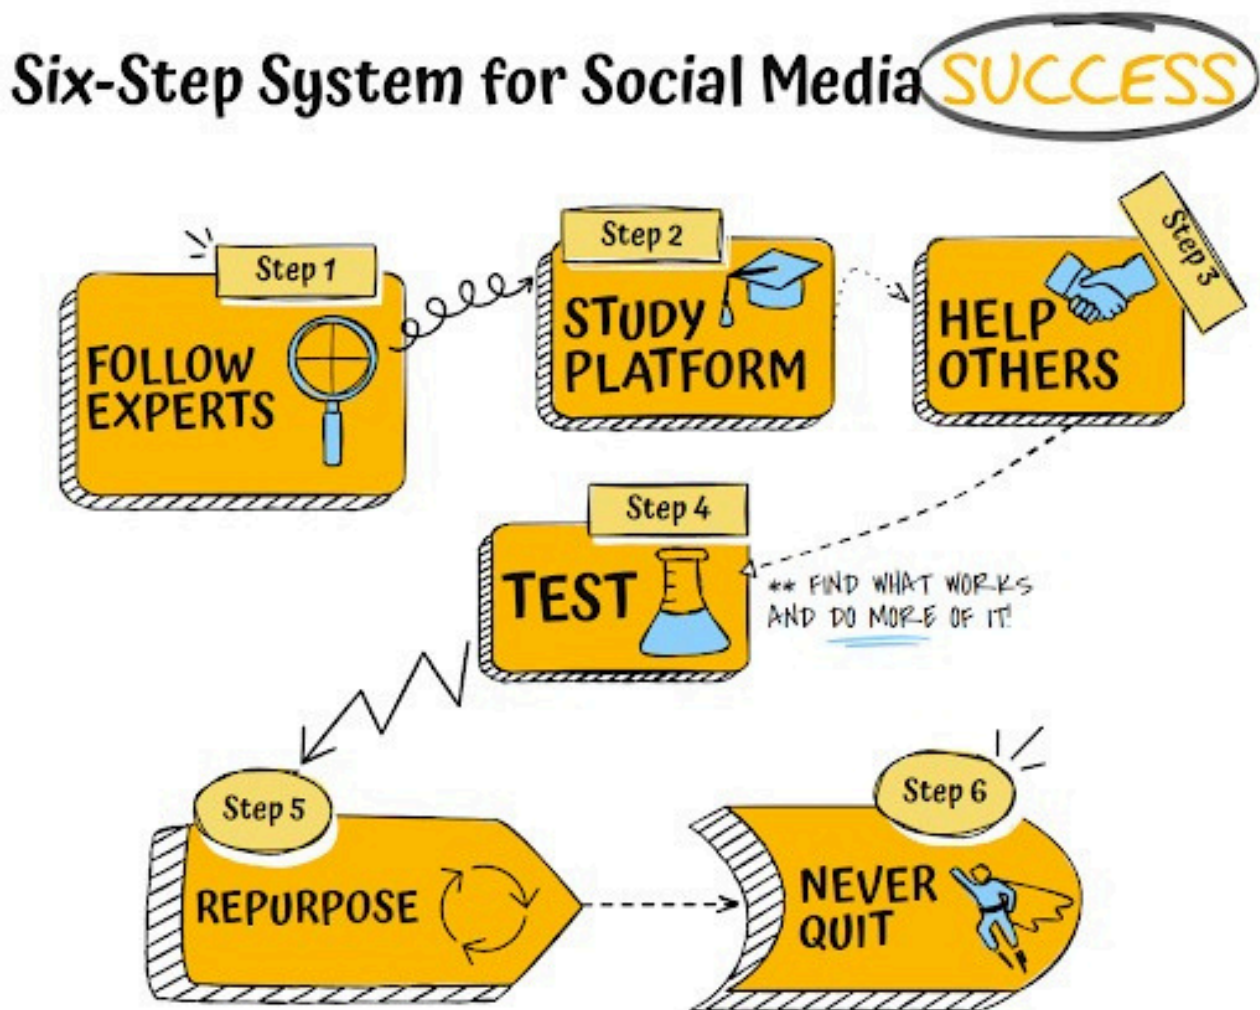 Six-Step System for Social Media SUCCESS
Step 1
FOLLOW
EXPERTS
Step 2
STUDY
PLATFORM
Step 3
HELP
OTHERS
Step 4
TEST
** FIND WHAT WORKS
AND DO MORE OF IT!
Step 5
REPURPOSE
Step 6
NEVER
QUIT